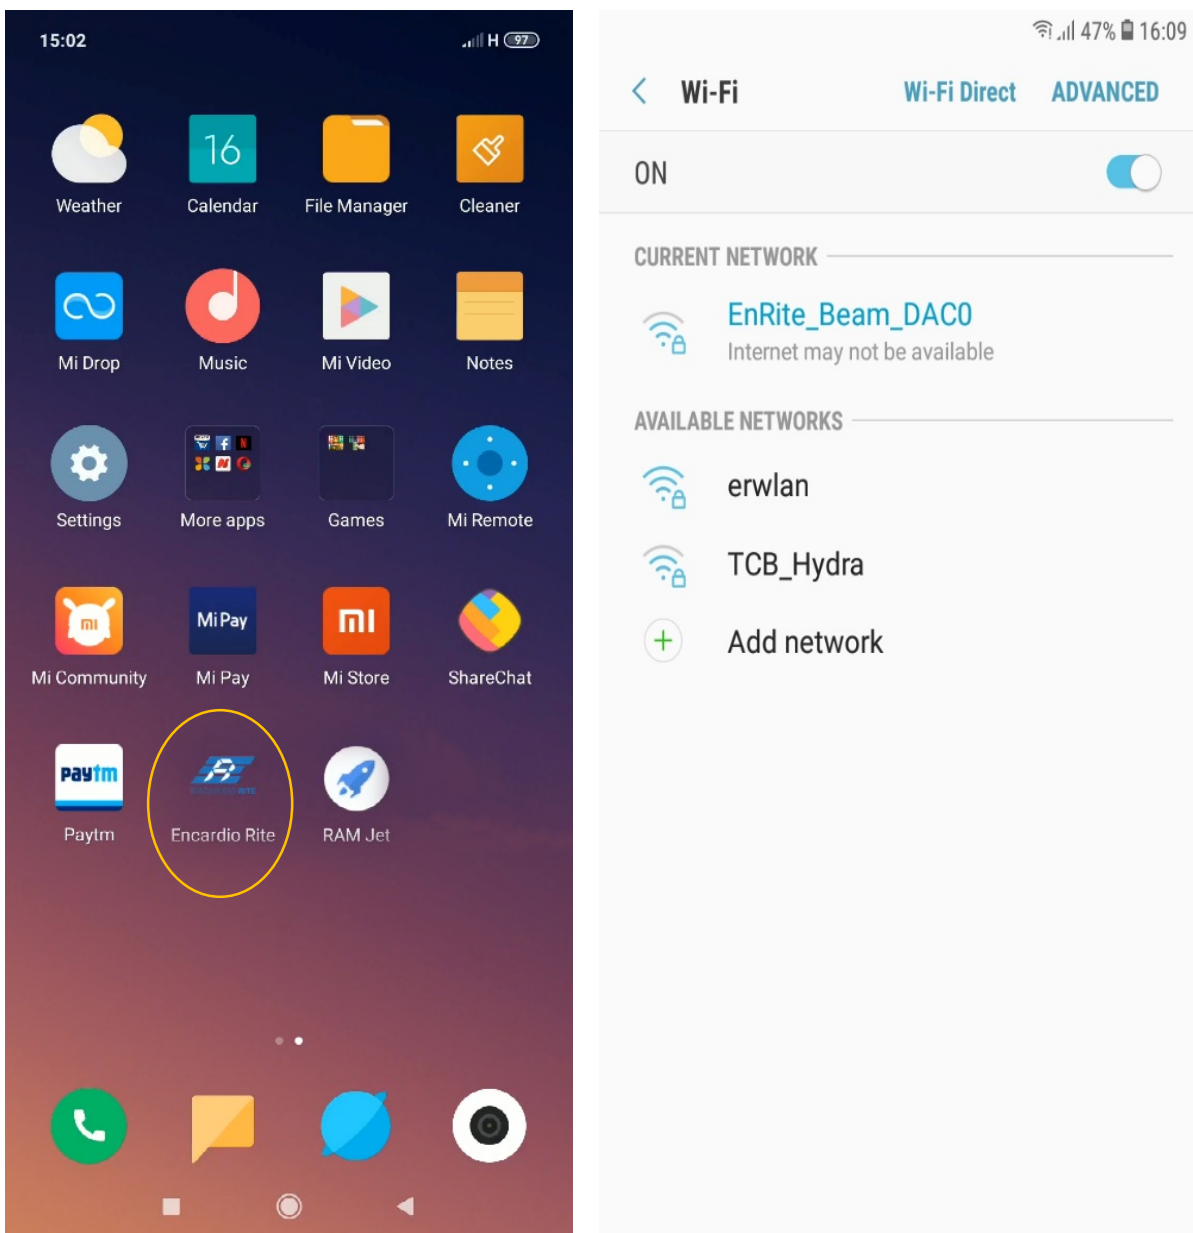 15:02
H 97
16
Weather Calendar File Manager Cleaner
Mi Drop Music Mi Video Notes
Settings More apps Games Mi Remote
Mi Pay
Mi Community Mi Pay Mi Store ShareChat
paytm
Paytm Encardio Rite RAM Jet
47% 16:09
Wi-Fi Wi-Fi Direct ADVANCED
ON
CURRENT NETWORK
EnRite_Beam_DAC0
Internet may not be available
AVAILABLE NETWORKS
erwlan
TCB_Hydra
Add network